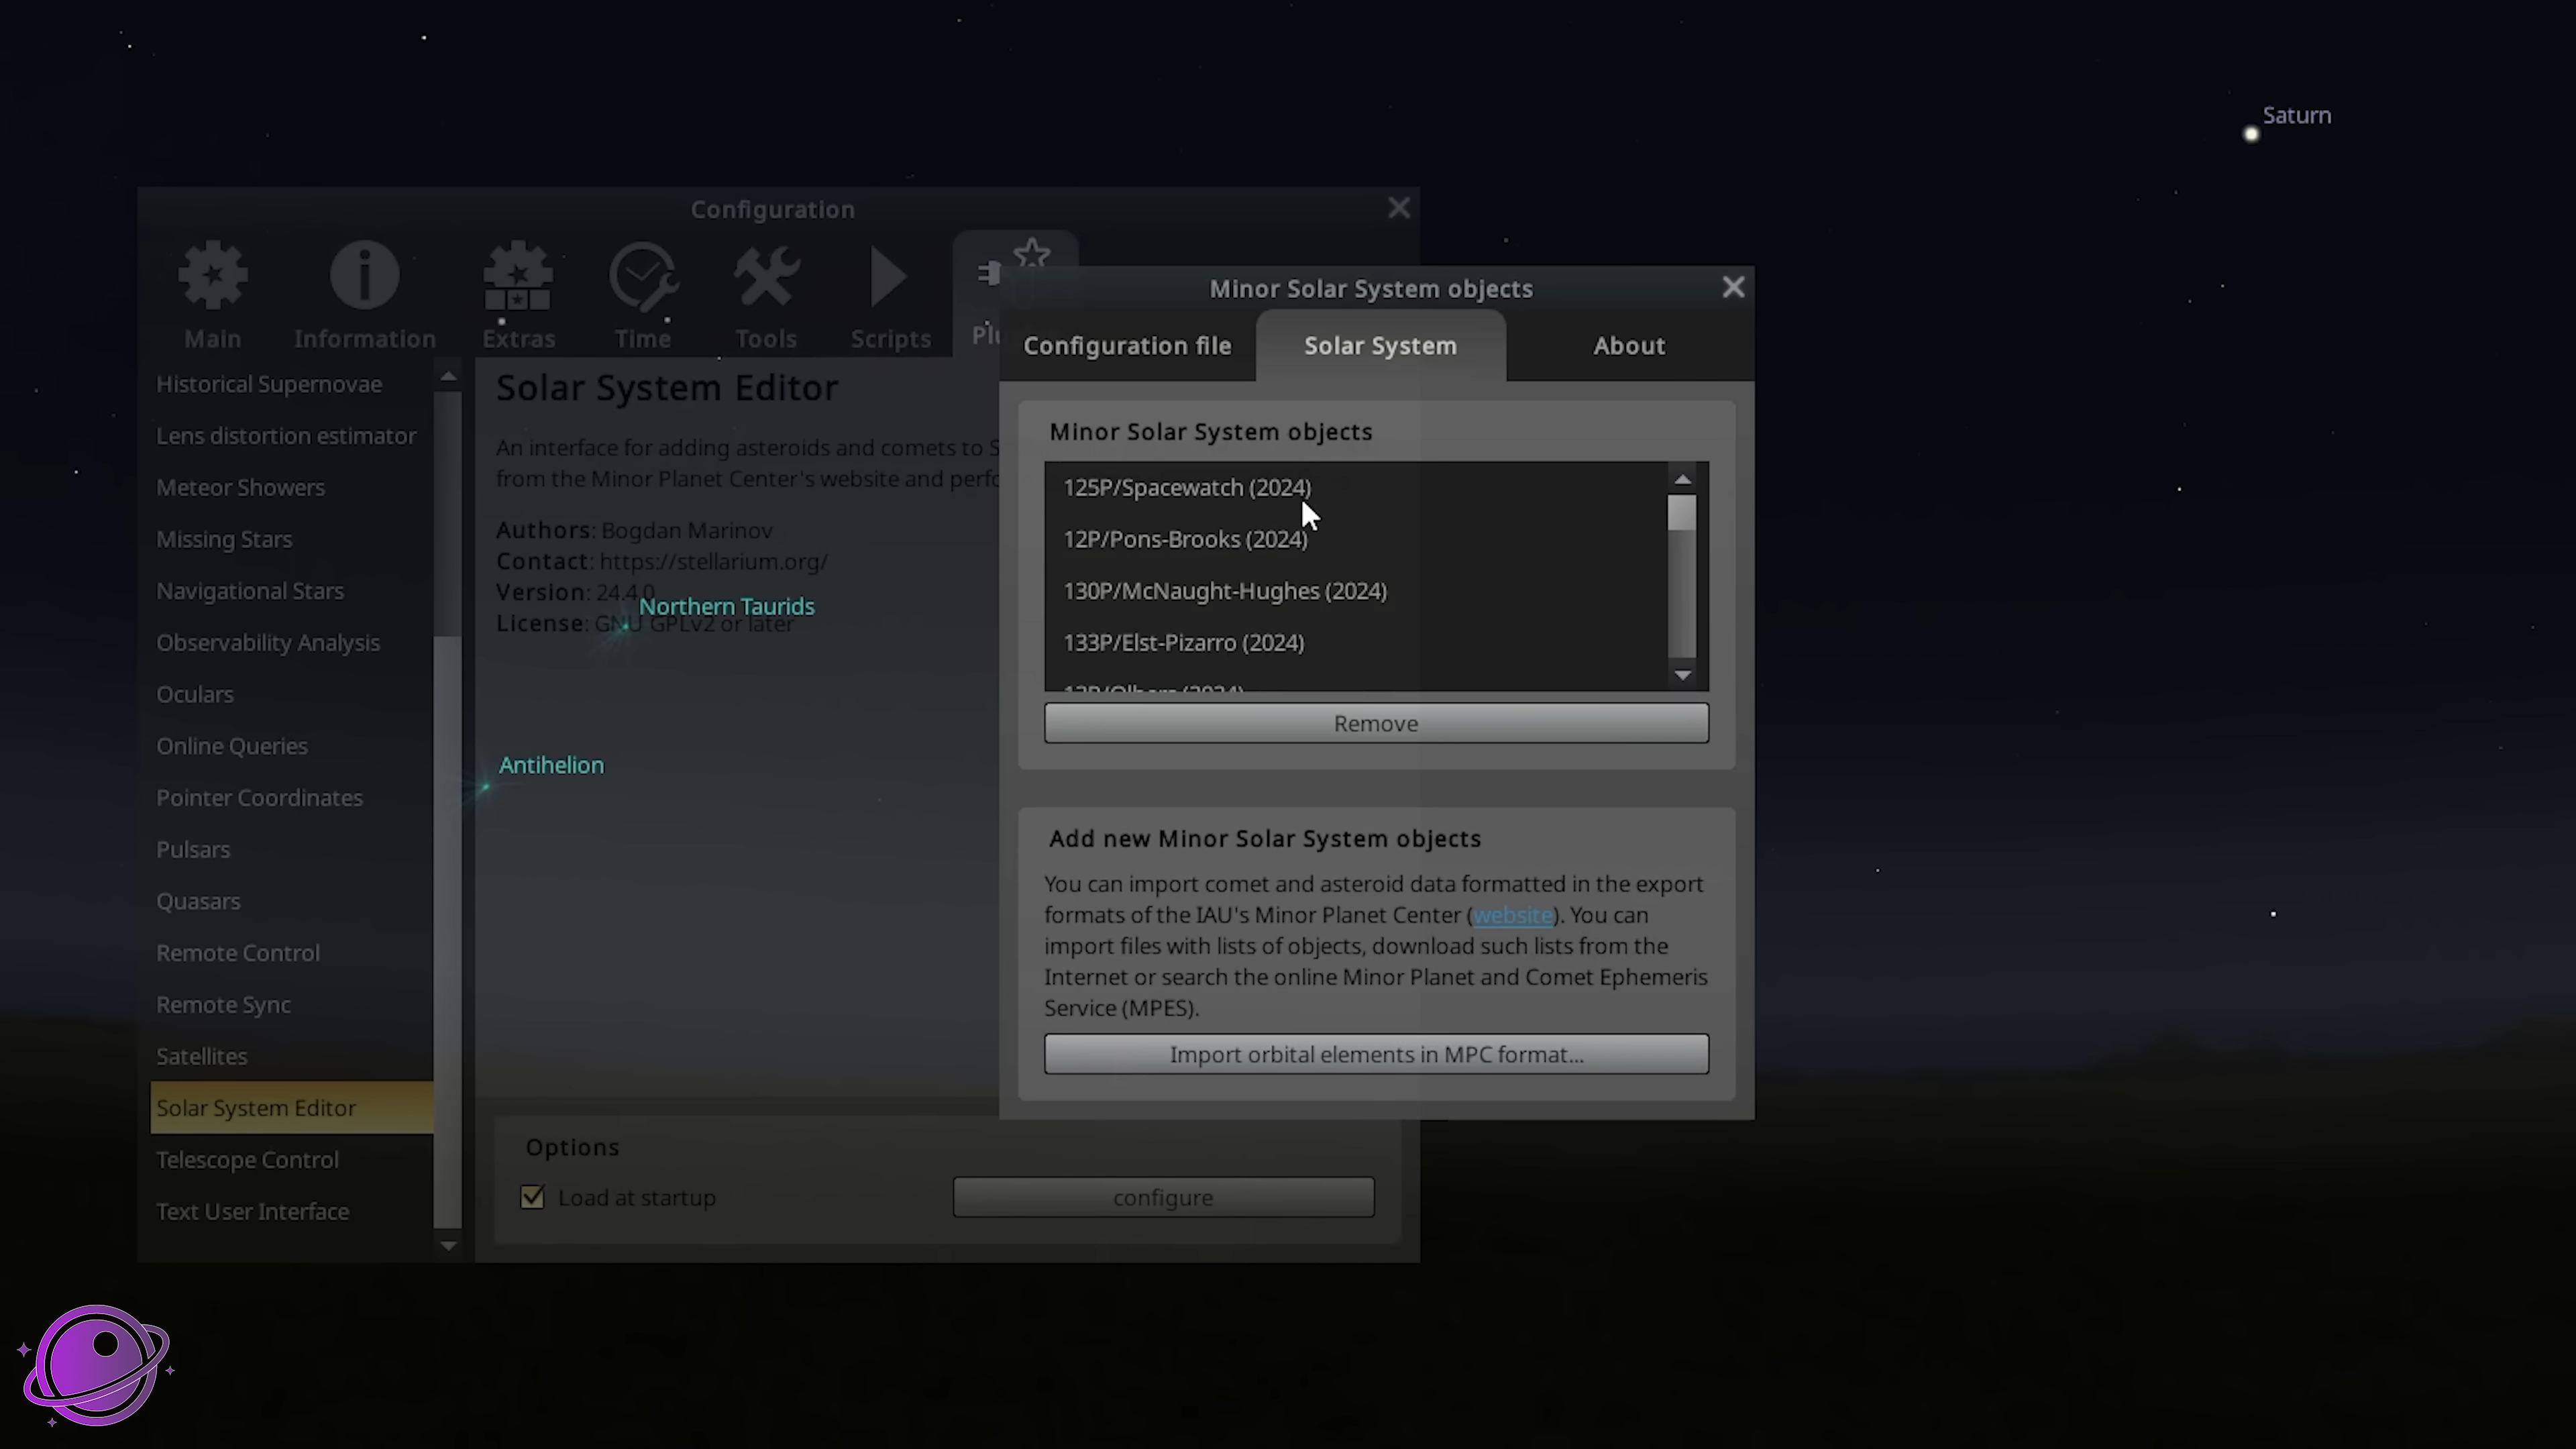 Saturn
Configuration
Main
Information
Extras
Time
Tools
Scripts
Historical Supernovae
Lens distortion estimator
Meteor Showers
Missing Stars
Navigational Stars
Observability Analysis
Oculars
Online Queries
Pointer Coordinates
Pulsars
Quasars
Remote Control
Remote Sync
Satellites
Solar System Editor
Telescope Control
Text User Interface
Solar System Editor
An interface for adding asteroids and comets to S
from the Minor Planet Center's website and perfo
Authors: Bogdan Marinov
Contact: https://stellarium.org/
Version: 24.4.0
Northern Taurids
License: GNU GPLv2 or later
Antihelion
Options
Load at startup
configure
Minor Solar System objects
Configuration file
Solar System
About
Minor Solar System objects
125P/Spacewatch (2024)
12P/Pons-Brooks (2024)
130P/McNaught-Hughes (2024)
133P/Elst-Pizarro (2024)
13P/Olbers (2024)
Remove
Add new Minor Solar System objects
You can import comet and asteroid data formatted in the export
formats of the IAU's Minor Planet Center (website). You can
import files with lists of objects, download such lists from the
Internet or search the online Minor Planet and Comet Ephemeris
Service (MPES).
Import orbital elements in MPC format...